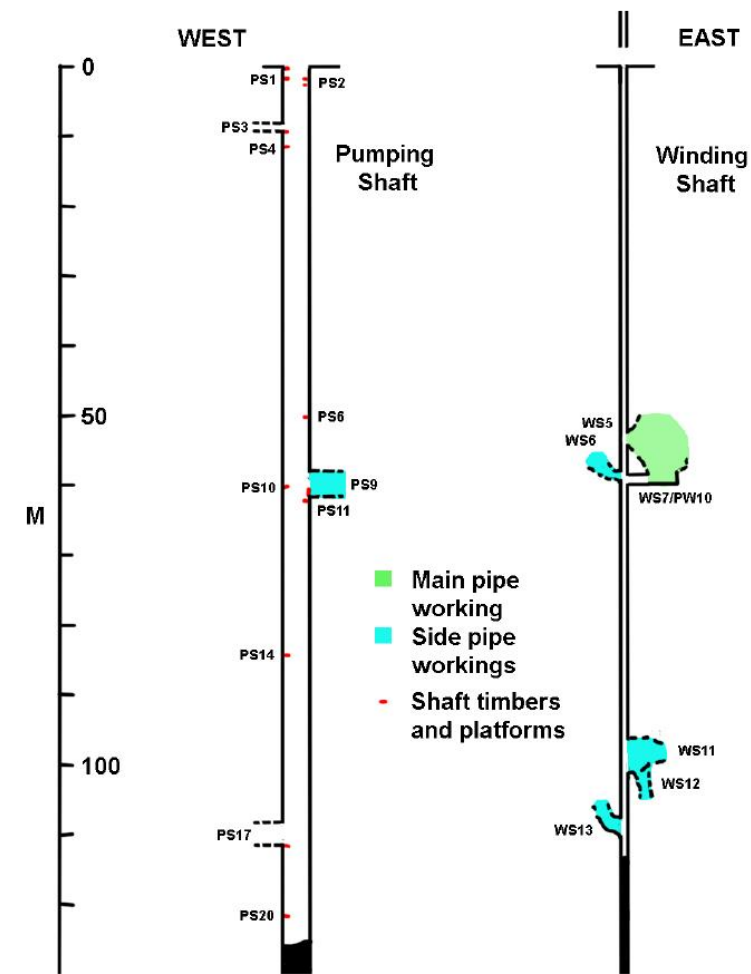 WEST
EAST
0
PS1
PS2
PS3
PS4
Pumping
Shaft
Winding
Shaft
50
PS6
WS5
WS6
PS10
PS9
WS7/PW10
PS11
M
Main pipe
working
Side pipe
workings
PS14
Shaft timbers
and platforms
WS11
100
WS12
WS13
PS17
PS20